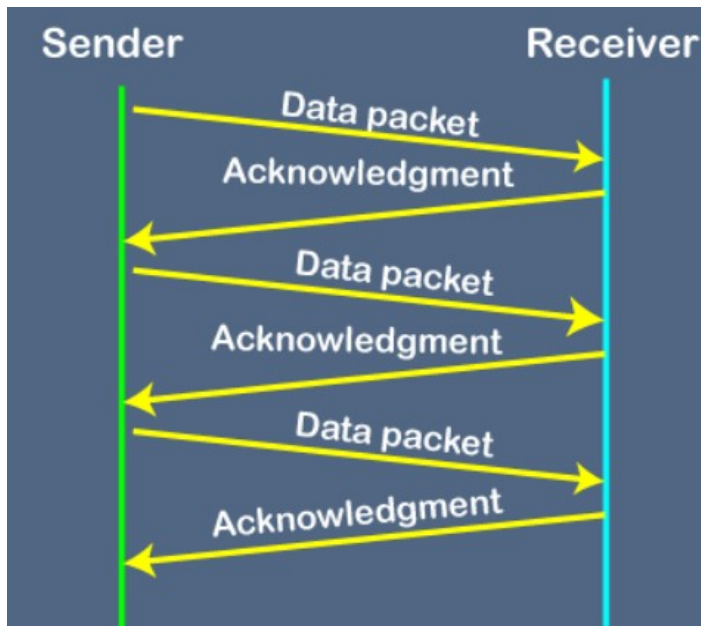 Sender
Receiver
Data packet
Acknowledgment
Data packet
Acknowledgment
Data packet
Acknowledgment